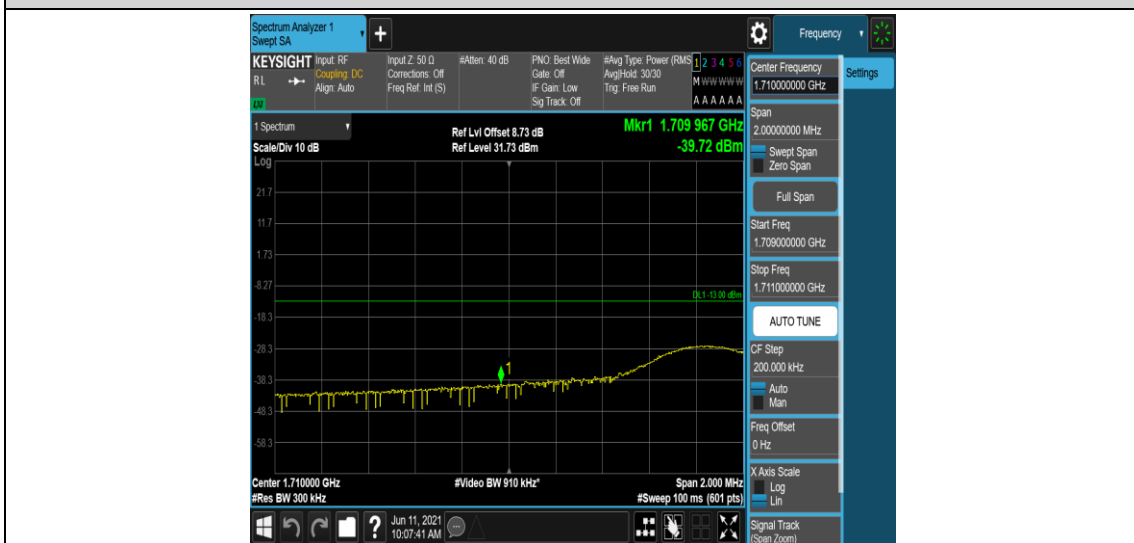 Spectrum Analyzer 1
Swept SA
+
Frequency
KEYSIGHT
R L
LXI
Input: RF
Coupling: DC
Align: Auto
Input Z: 50 Ω
Corrections: Off
Freq Ref: Int (S)
#Atten: 40 dB
PNO: Best Wide
Gate: Off
IF Gain: Low
Sig Track: Off
#Avg Type: Power (RMS
Avg|Hold: 30/30
Trig: Free Run
1 2 3 4 5 6
M W W W W W
A A A A A A
1 Spectrum
Scale/Div 10 dB
Log
Ref Lvl Offset 8.73 dB
Ref Level 31.73 dBm
Mkr1 1.709 967 GHz
-39.72 dBm
21.7
11.7
1.73
-8.27
DL1 -13.00 dBm
-18.3
-28.3
1
-38.3
-48.3
-58.3
Center 1.710000 GHz
#Res BW 300 kHz
#Video BW 910 kHz*
Span 2.000 MHz
#Sweep 100 ms (601 pts)
?
Jun 11, 2021
10:07:41 AM
Center Frequency
1.710000000 GHz
Settings
Span
2.00000000 MHz
Swept Span
Zero Span
Full Span
Start Freq
1.709000000 GHz
Stop Freq
1.711000000 GHz
AUTO TUNE
CF Step
200.000 kHz
Auto
Man
Freq Offset
0 Hz
X Axis Scale
Log
Lin
Signal Track
(Span Zoom)